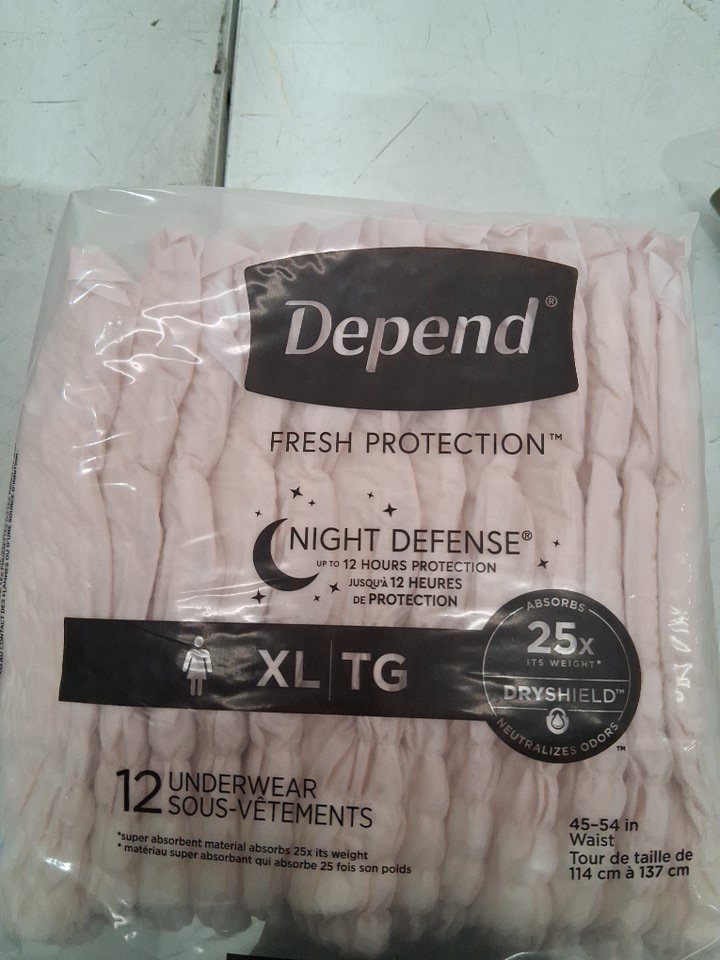 Depend®
FRESH PROTECTION™
NIGHT DEFENSE®
UP TO 12 HOURS PROTECTION
JUSQU'À 12 HEURES
DE PROTECTION
XL | TG
ABSORBS
25x
ITS WEIGHT*
DRYSHIELD™
NEUTRALIZES ODORS
™
12 UNDERWEAR
SOUS-VÊTEMENTS
*super absorbent material absorbs 25x its weight
* matériau super absorbant qui absorbe 25 fois son poids
45-54 in
Waist
Tour de taille de
114 cm à 137 cm